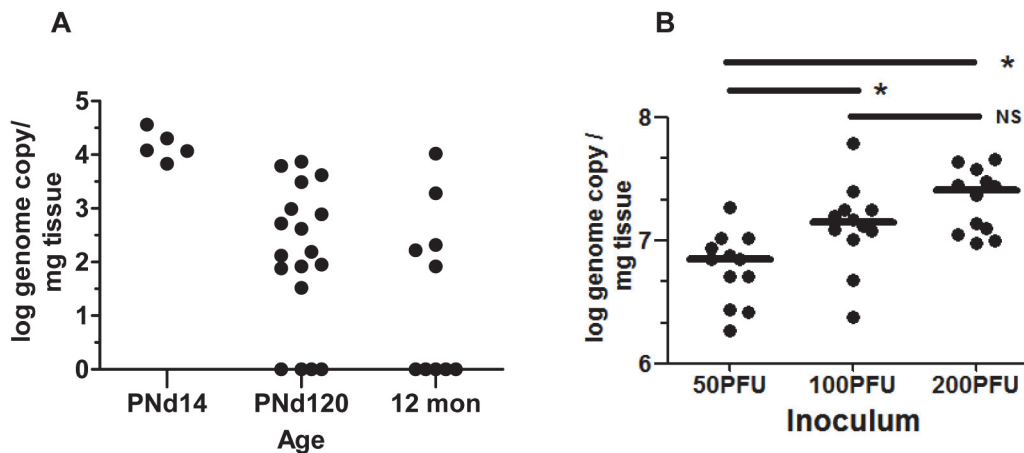 A
log genome copy/
mg tissue
5
4
3
2
1
0
PNd14 PNd120 12 mon
Age
B
*
*
NS
log genome copy /
mg tissue
8
7
6
50PFU 100PFU 200PFU
Inoculum